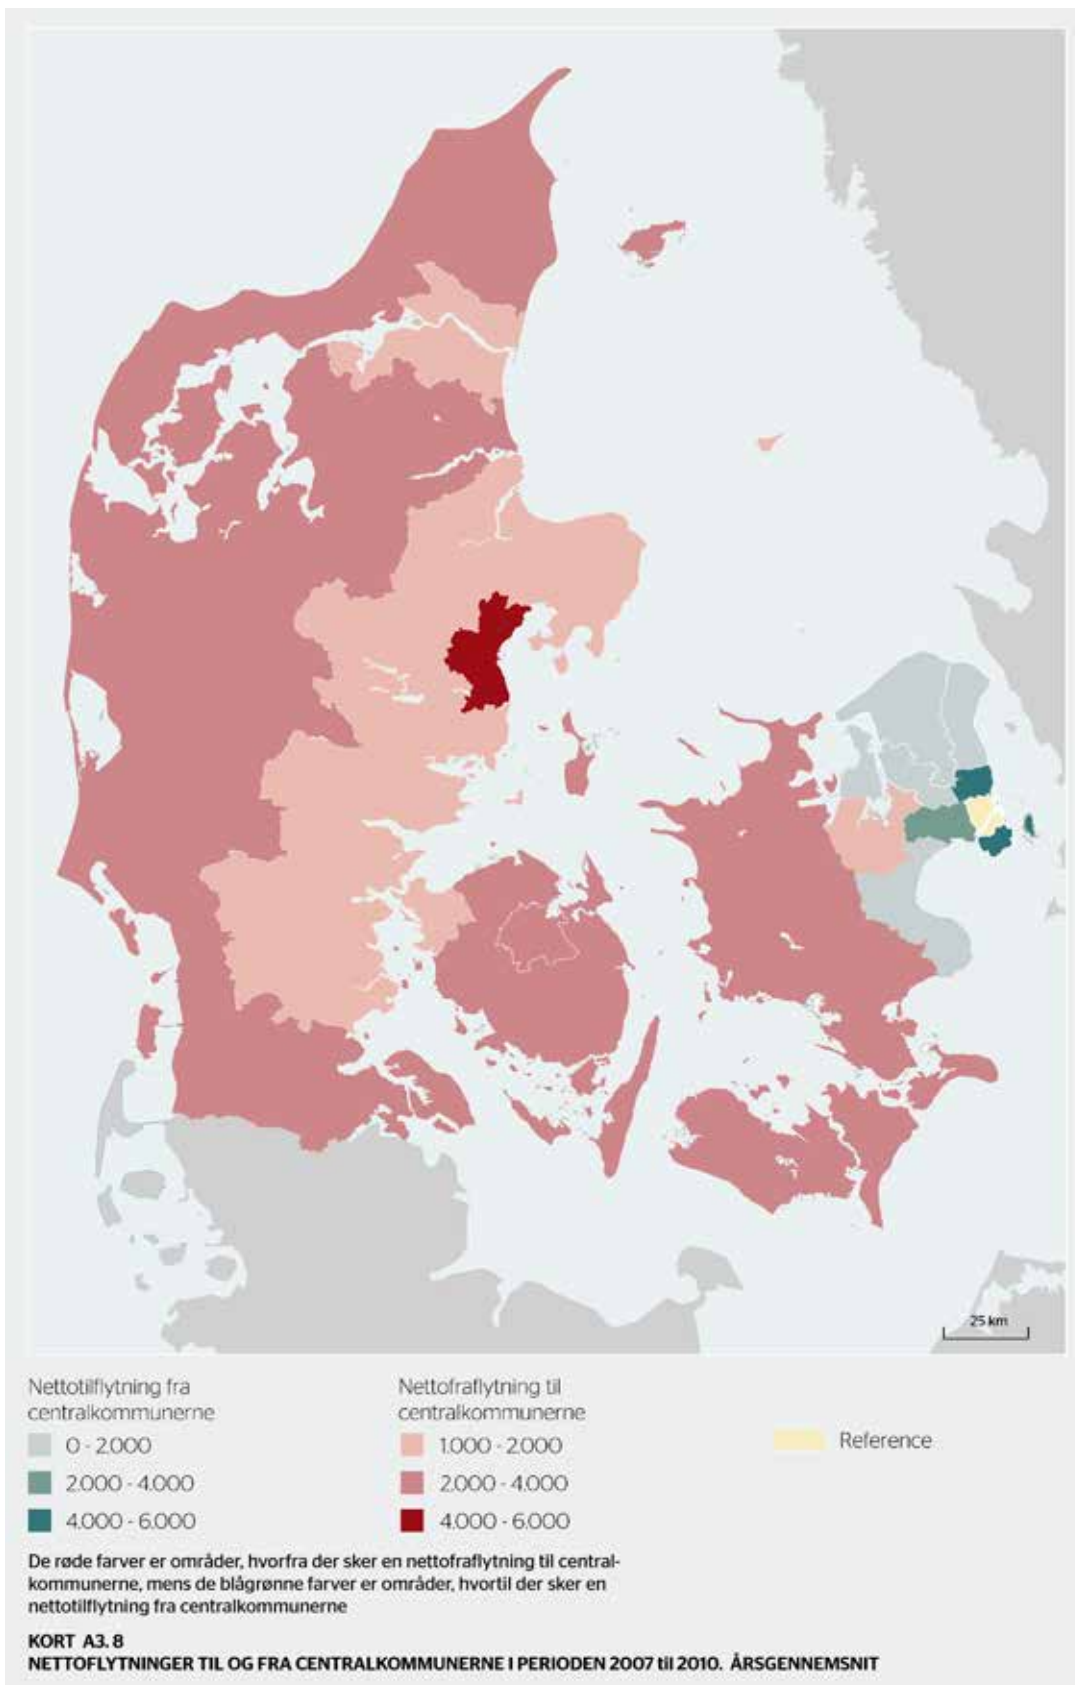 25 km
Nettotilflytning fra
centralkommunerne
0 - 2.000
2.000 - 4.000
4.000 - 6.000
Nettofraflytning til
centralkommunerne
1.000 - 2.000
2.000 - 4.000
4.000 - 6.000
Reference
De røde farver er områder, hvorfra der sker en nettofraflytning til central-
kommunerne, mens de blågrønne farver er områder, hvortil der sker en
nettotilflytning fra centralkommunerne
KORT A3. 8
NETTOFLYTNINGER TIL OG FRA CENTRALKOMMUNERNE I PERIODEN 2007 til 2010. ÅRSGENNEMSNIT